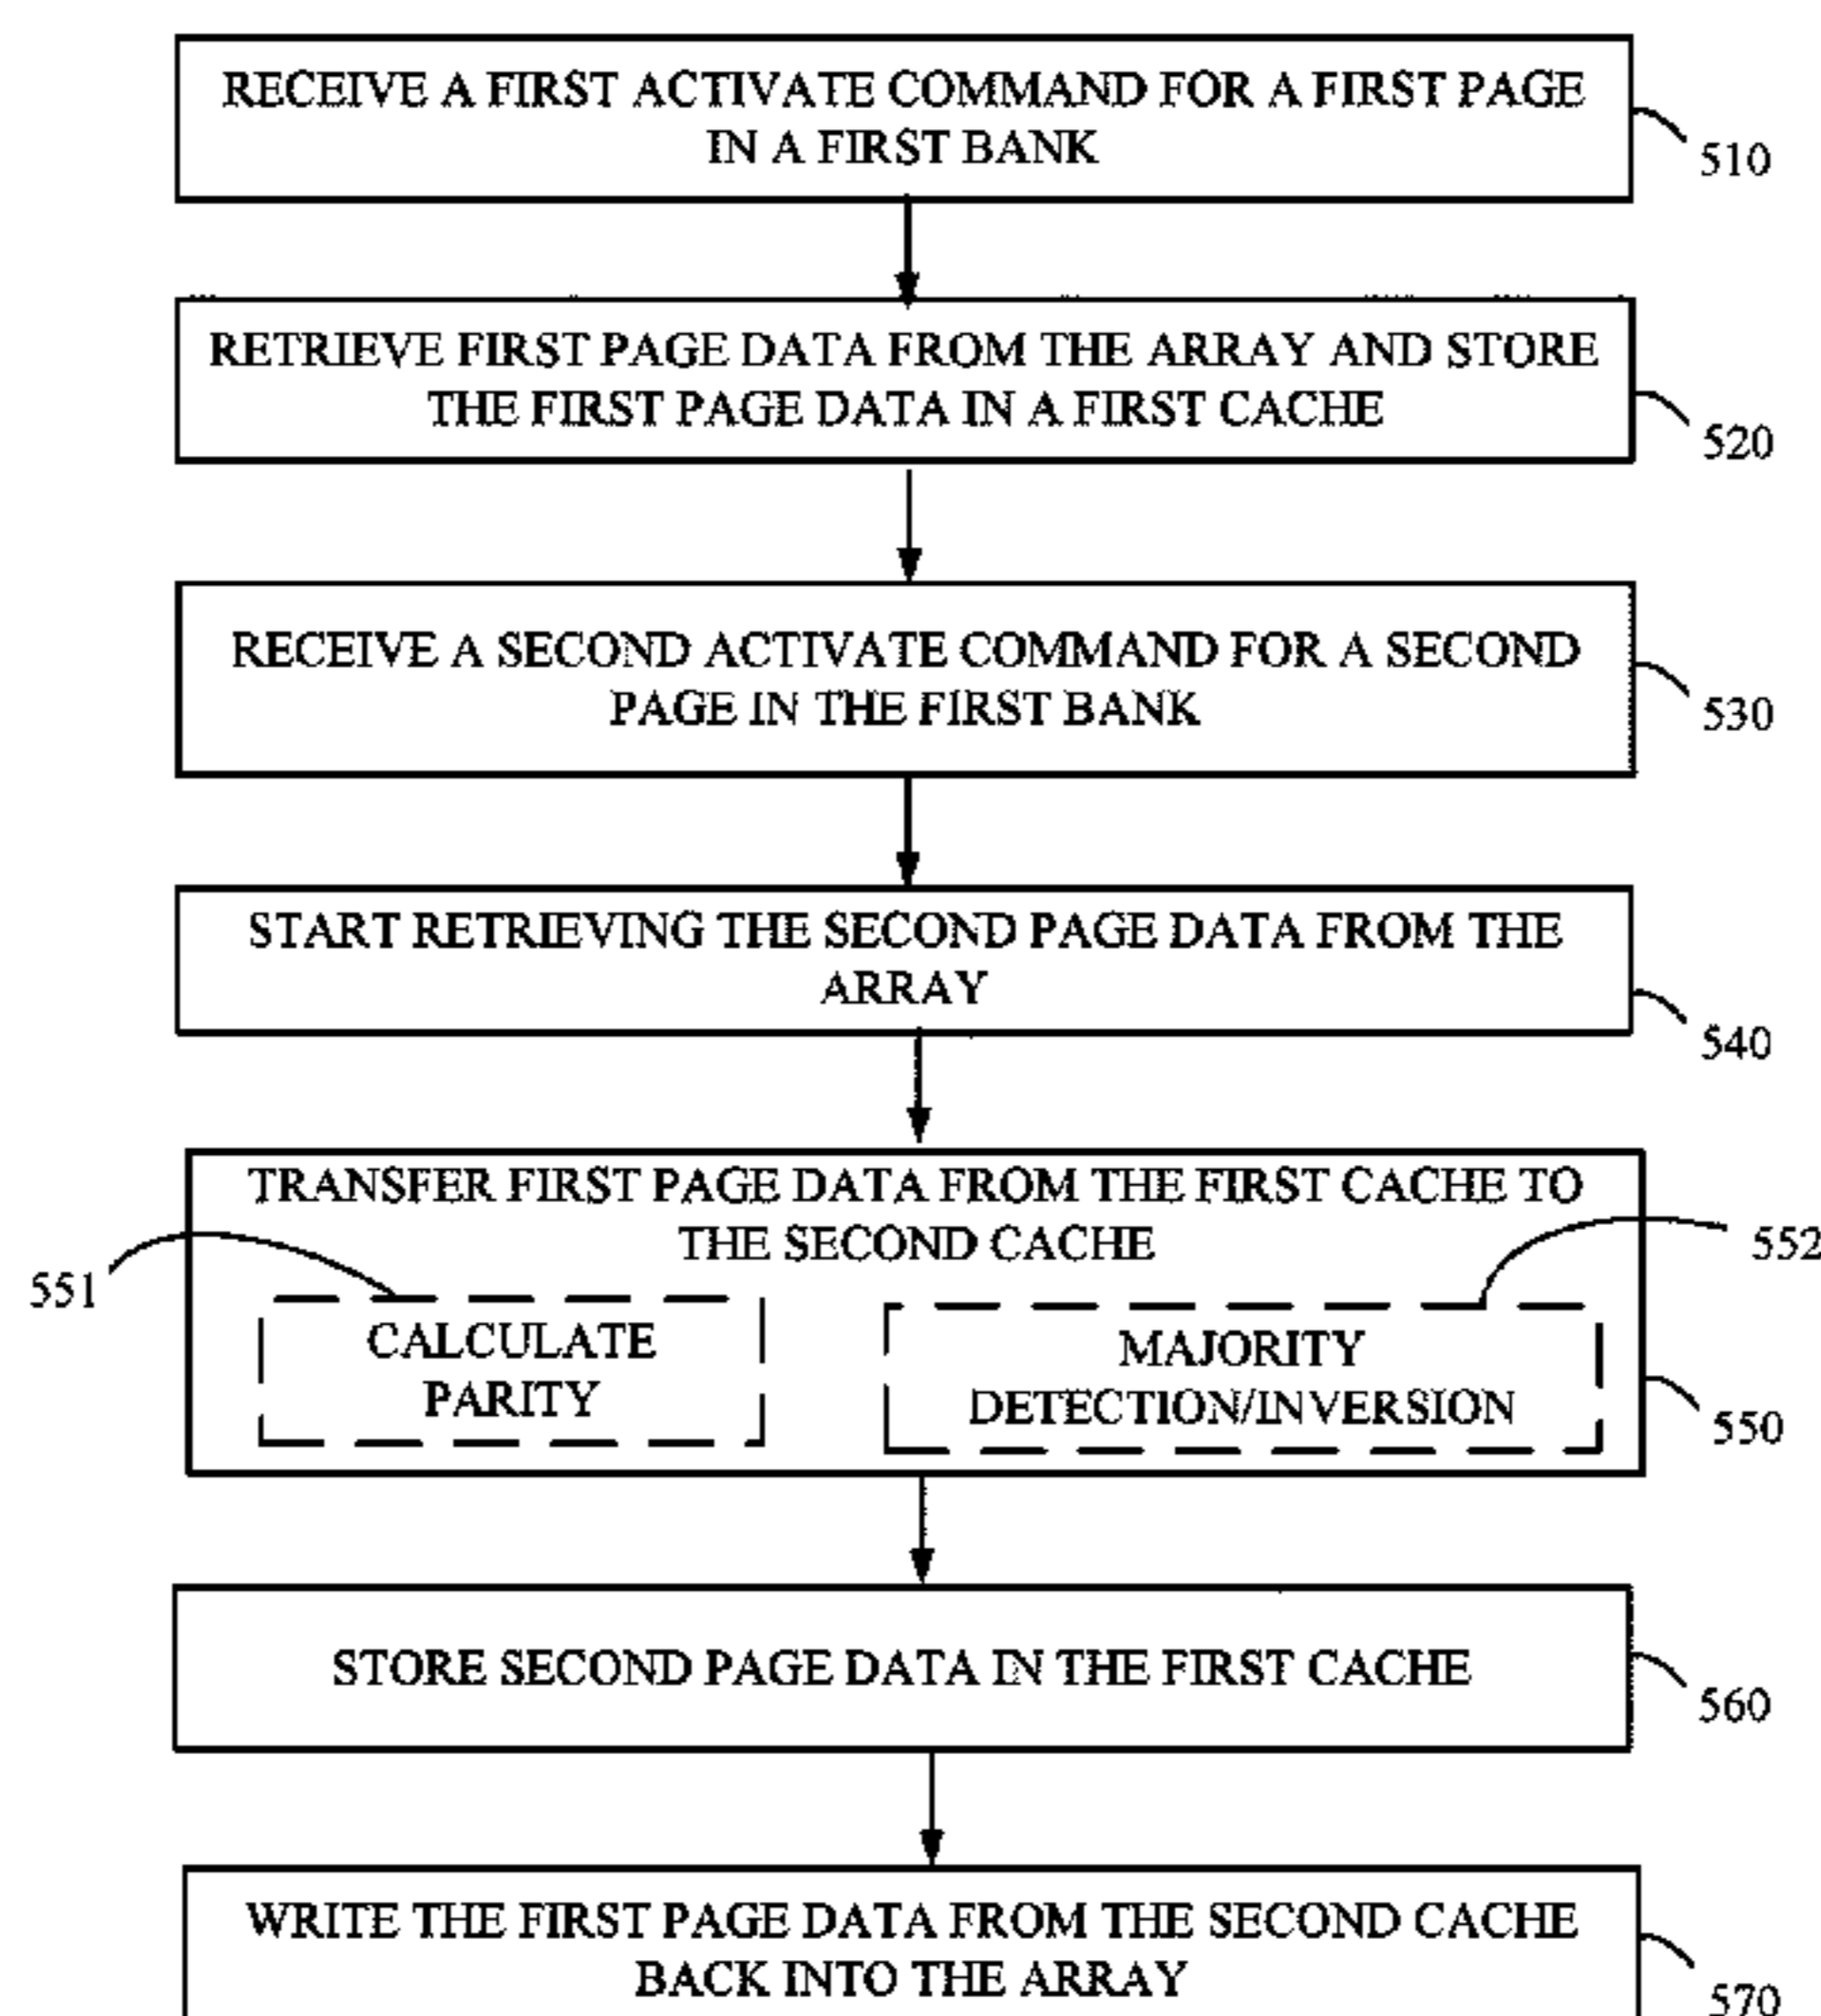 RECEIVE A FIRST ACTIVATE COMMAND FOR A FIRST PAGE
IN A FIRST BANK
510
RETRIEVE FIRST PAGE DATA FROM THE ARRAY AND STORE
THE FIRST PAGE DATA IN A FIRST CACHE
520
RECEIVE A SECOND ACTIVATE COMMAND FOR A SECOND
PAGE IN THE FIRST BANK
530
START RETRIEVING THE SECOND PAGE DATA FROM THE
ARRAY
540
TRANSFER FIRST PAGE DATA FROM THE FIRST CACHE TO
THE SECOND CACHE
551
552
CALCULATE
PARITY
MAJORITY
DETECTION/INVERSION
550
STORE SECOND PAGE DATA IN THE FIRST CACHE
560
WRITE THE FIRST PAGE DATA FROM THE SECOND CACHE
BACK INTO THE ARRAY
570